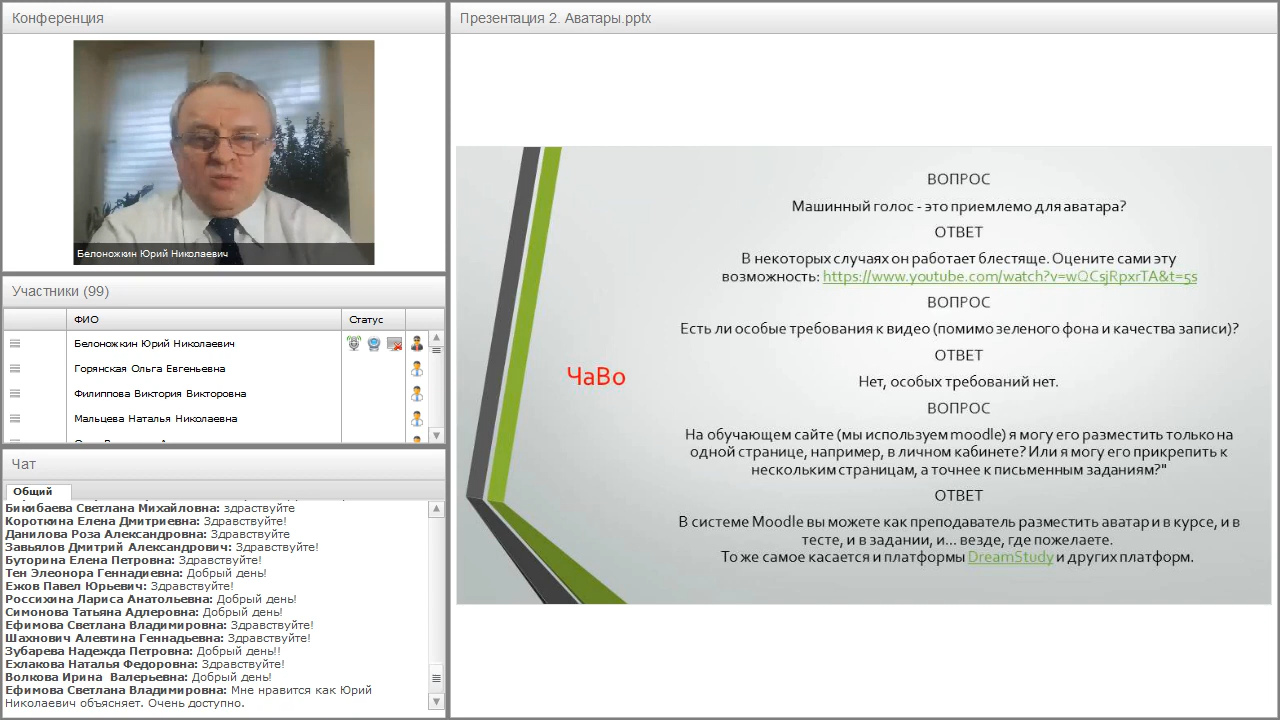 Конференция
Белоножкин Юрий Николаевич
Участники (99)
ФИО
Статус
Белоножкин Юрий Николаевич
Горянская Ольга Евгеньевна
Филиппова Виктория Викторовна
Мальцева Наталья Николаевна
Чат
Общий
Бикибаева Светлана Михайловна: здраствуйте
Короткина Елена Дмитриевна: Здравствуйте!
Данилова Роза Александровна: Здравствуйте
Завьялов Дмитрий Александрович: Здравствуйте!
Буторина Елена Петровна: Здравствуйте!
Тен Элеонора Геннадиевна: Добрый день!
Ежов Павел Юрьевич: Здравствуйте!
Россихина Лариса Анатольевна: Добрый день!
Симонова Татьяна Адлеровна: Добрый день!
Ефимова Светлана Владимировна: Здравствуйте!
Шахнович Алевтина Геннадьевна: Здравствуйте!
Зубарева Надежда Петровна: Добрый день!!
Ехлакова Наталья Федоровна: Здравствуйте!
Волкова Ирина Валерьевна: Добрый день!
Ефимова Светлана Владимировна: Мне нравится как Юрий
Николаевич объясняет. Очень доступно.
Презентация 2. Аватары.pptx
ЧаВо
ВОПРОС
Машинный голос - это приемлемо для аватара?
ОТВЕТ
В некоторых случаях он работает блестяще. Оцените сами эту
возможность: https://www.youtube.com/watch?v=wQCsjRpxrTA&t=5s
ВОПРОС
Есть ли особые требования к видео (помимо зеленого фона и качества записи)?
ОТВЕТ
Нет, особых требований нет.
ВОПРОС
На обучающем сайте (мы используем moodle) я могу его разместить только на
одной странице, например, в личном кабинете? Или я могу его прикрепить к
нескольким страницам, а точнее к письменным заданиям?"
ОТВЕТ
В системе Moodle вы можете как преподаватель разместить аватар и в курсе, и в
тесте, и в задании, и... везде, где пожелаете.
То же самое касается и платформы DreamStudy и других платформ.